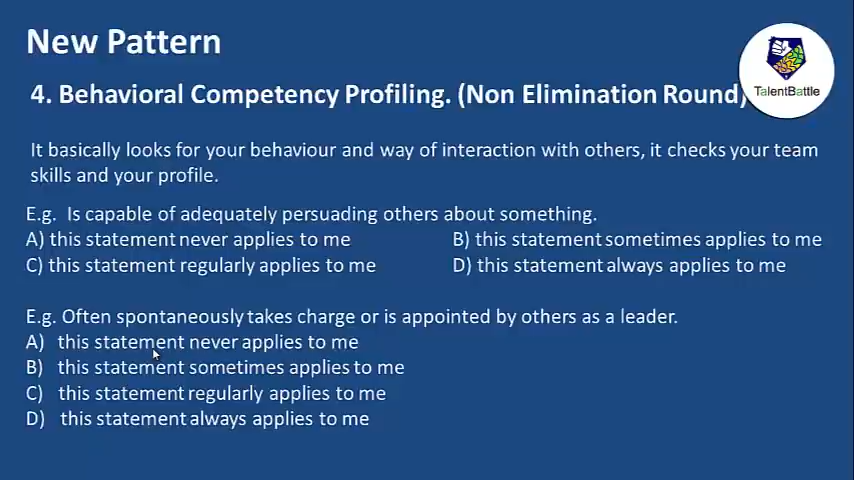 New Pattern
4. Behavioral Competency Profiling. (Non Elimination Round)
TalentBattle
It basically looks for your behaviour and way of interaction with others, it checks your team
skills and your profile.
E.g. Is capable of adequately persuading others about something.
A) this statement never applies to me B) this statement sometimes applies to me
C) this statement regularly applies to me D) this statement always applies to me
E.g. Often spontaneously takes charge or is appointed by others as a leader.
A) this statement never applies to me
B) this statement sometimes applies to me
C) this statement regularly applies to me
D) this statement always applies to me